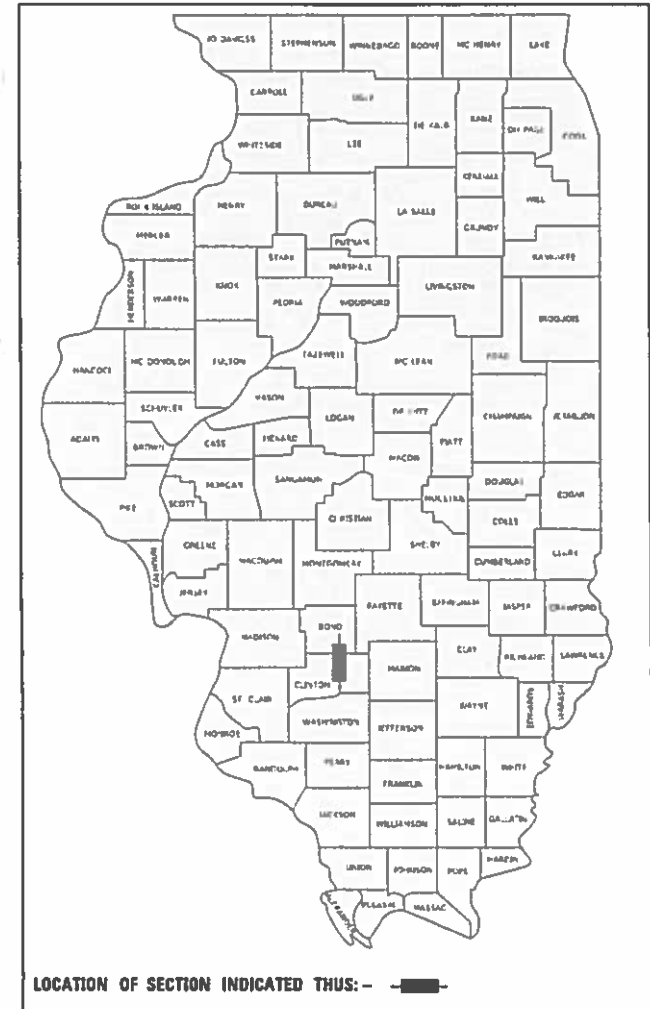 JO DAVIESS STEPHENSON WINNEBAGO BOONE MC HENRY LAKE
CARROLL OGLE DE KALB KANE DU PAGE COOK
WHITESIDE LEE KENDALL WILL
ROCK ISLAND HENRY BUREAU LA SALLE GRUNDY
MERCER PUTNAM KANKAKEE
STARK MARSHALL
HENDERSON WARREN KNOX PEORIA WOODFORD LIVINGSTON IROQUOIS
HANCOCK MC DONOUGH FULTON TAZEWELL MC LEAN FORD
SCHUYLER MASON LOGAN DE WITT CHAMPAIGN VERMILION
ADAMS BROWN CASS MENARD MACON PIATT
PIKE SCOTT MORGAN SANGAMON MOULTRIE DOUGLAS EDGAR
CHRISTIAN COLES
CALHOUN GREENE MACOUPIN MONTGOMERY SHELBY CUMBERLAND CLARK
JERSEY FAYETTE EFFINGHAM JASPER CRAWFORD
MADISON BOND CLAY RICHLAND LAWRENCE
CLINTON MARION
ST. CLAIR WAYNE EDWARDS WABASH
MONROE WASHINGTON JEFFERSON
RANDOLPH PERRY HAMILTON WHITE
FRANKLIN
JACKSON WILLIAMSON SALINE GALLATIN
UNION JOHNSON POPE HARDIN
ALEXANDER PULASKI MASSAC
LOCATION OF SECTION INDICATED THUS: –